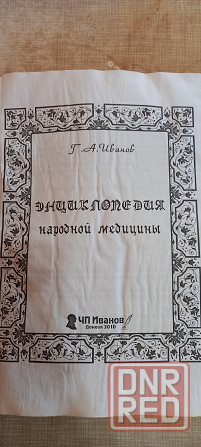 Г.А.Иванов
ЭНЦИКЛОПЕДИЯ
народной медицины
ЧП Иванов
Донецк 2010
DNR
RED